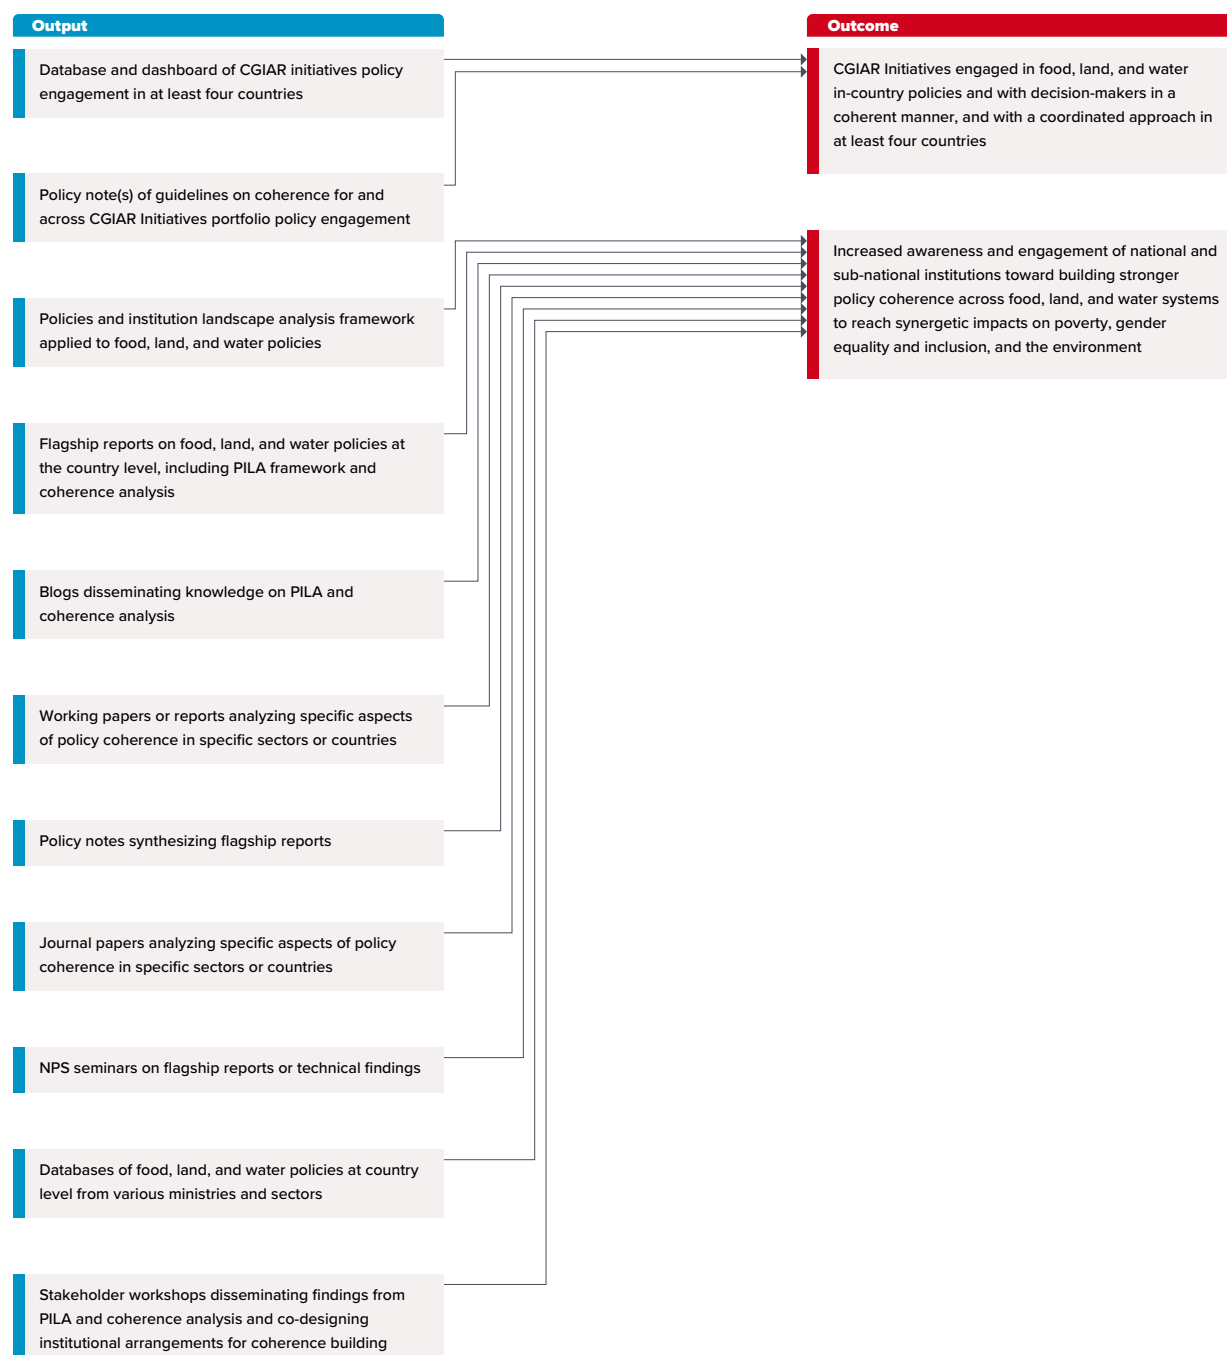 Output
Database and dashboard of CGIAR initiatives policy
engagement in at least four countries
Policy note(s) of guidelines on coherence for and
across CGIAR Initiatives portfolio policy engagement
Policies and institution landscape analysis framework
applied to food, land, and water policies
Flagship reports on food, land, and water policies at
the country level, including PILA framework and
coherence analysis
Blogs disseminating knowledge on PILA and
coherence analysis
Working papers or reports analyzing specific aspects
of policy coherence in specific sectors or countries
Policy notes synthesizing flagship reports
Journal papers analyzing specific aspects of policy
coherence in specific sectors or countries
NPS seminars on flagship reports or technical findings
Databases of food, land, and water policies at country
level from various ministries and sectors
Stakeholder workshops disseminating findings from
PILA and coherence analysis and co-designing
institutional arrangements for coherence building
Outcome
CGIAR Initiatives engaged in food, land, and water
in-country policies and with decision-makers in a
coherent manner, and with a coordinated approach in
at least four countries
Increased awareness and engagement of national and
sub-national institutions toward building stronger
policy coherence across food, land, and water systems
to reach synergetic impacts on poverty, gender
equality and inclusion, and the environment